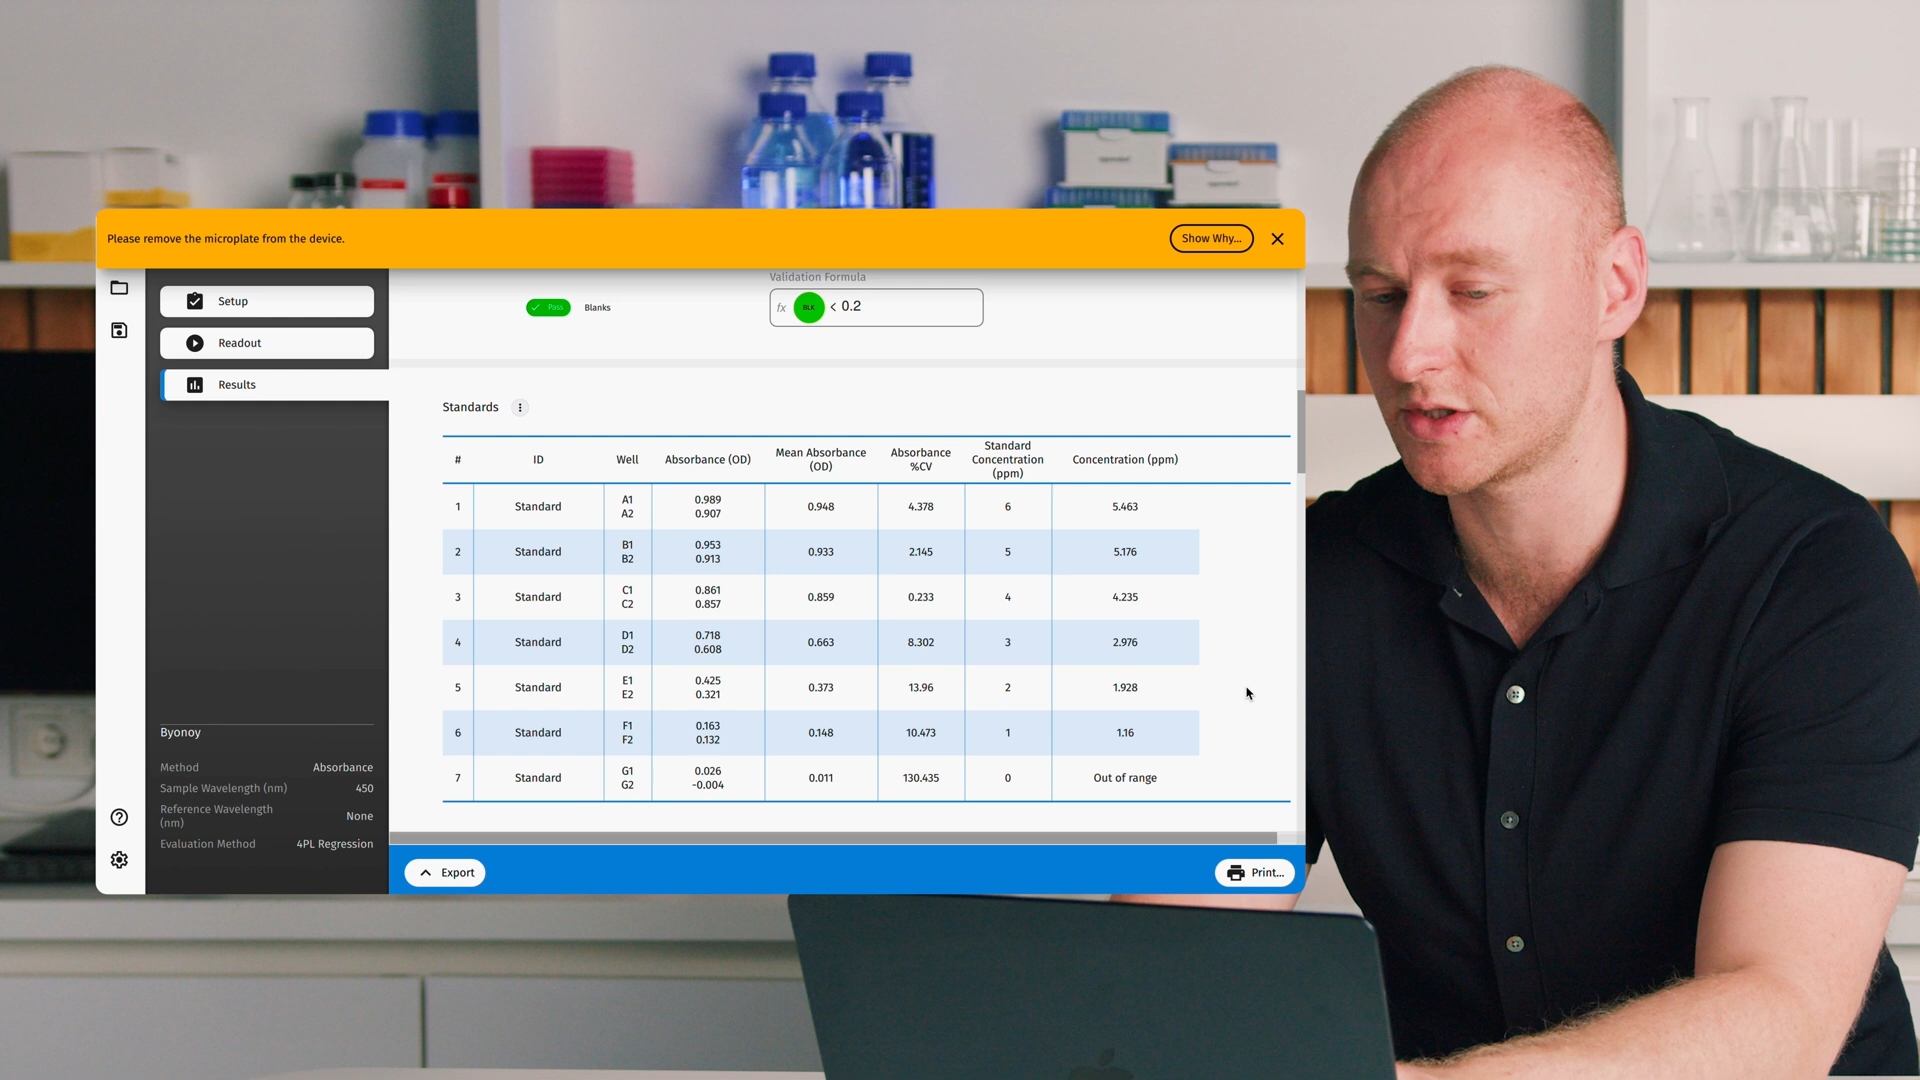 Please remove the microplate from the device.
Show Why...
Setup
Readout
Results
Validation Formula
Pass
Blanks
fx BLK < 0.2
Standards
# ID Well Absorbance (OD) Mean Absorbance (OD) Absorbance %CV Standard Concentration (ppm) Concentration (ppm)
1 Standard A1 A2 0.989 0.907 0.948 4.378 6 5.463
2 Standard B1 B2 0.953 0.913 0.933 2.145 5 5.176
3 Standard C1 C2 0.861 0.857 0.859 0.233 4 4.235
4 Standard D1 D2 0.718 0.608 0.663 8.302 3 2.976
5 Standard E1 E2 0.425 0.321 0.373 13.96 2 1.928
6 Standard F1 F2 0.163 0.132 0.148 10.473 1 1.16
7 Standard G1 G2 0.026 -0.004 0.011 130.435 0 Out of range
Byonoy
Method Absorbance
Sample Wavelength (nm) 450
Reference Wavelength (nm) None
Evaluation Method 4PL Regression
Export
Print...